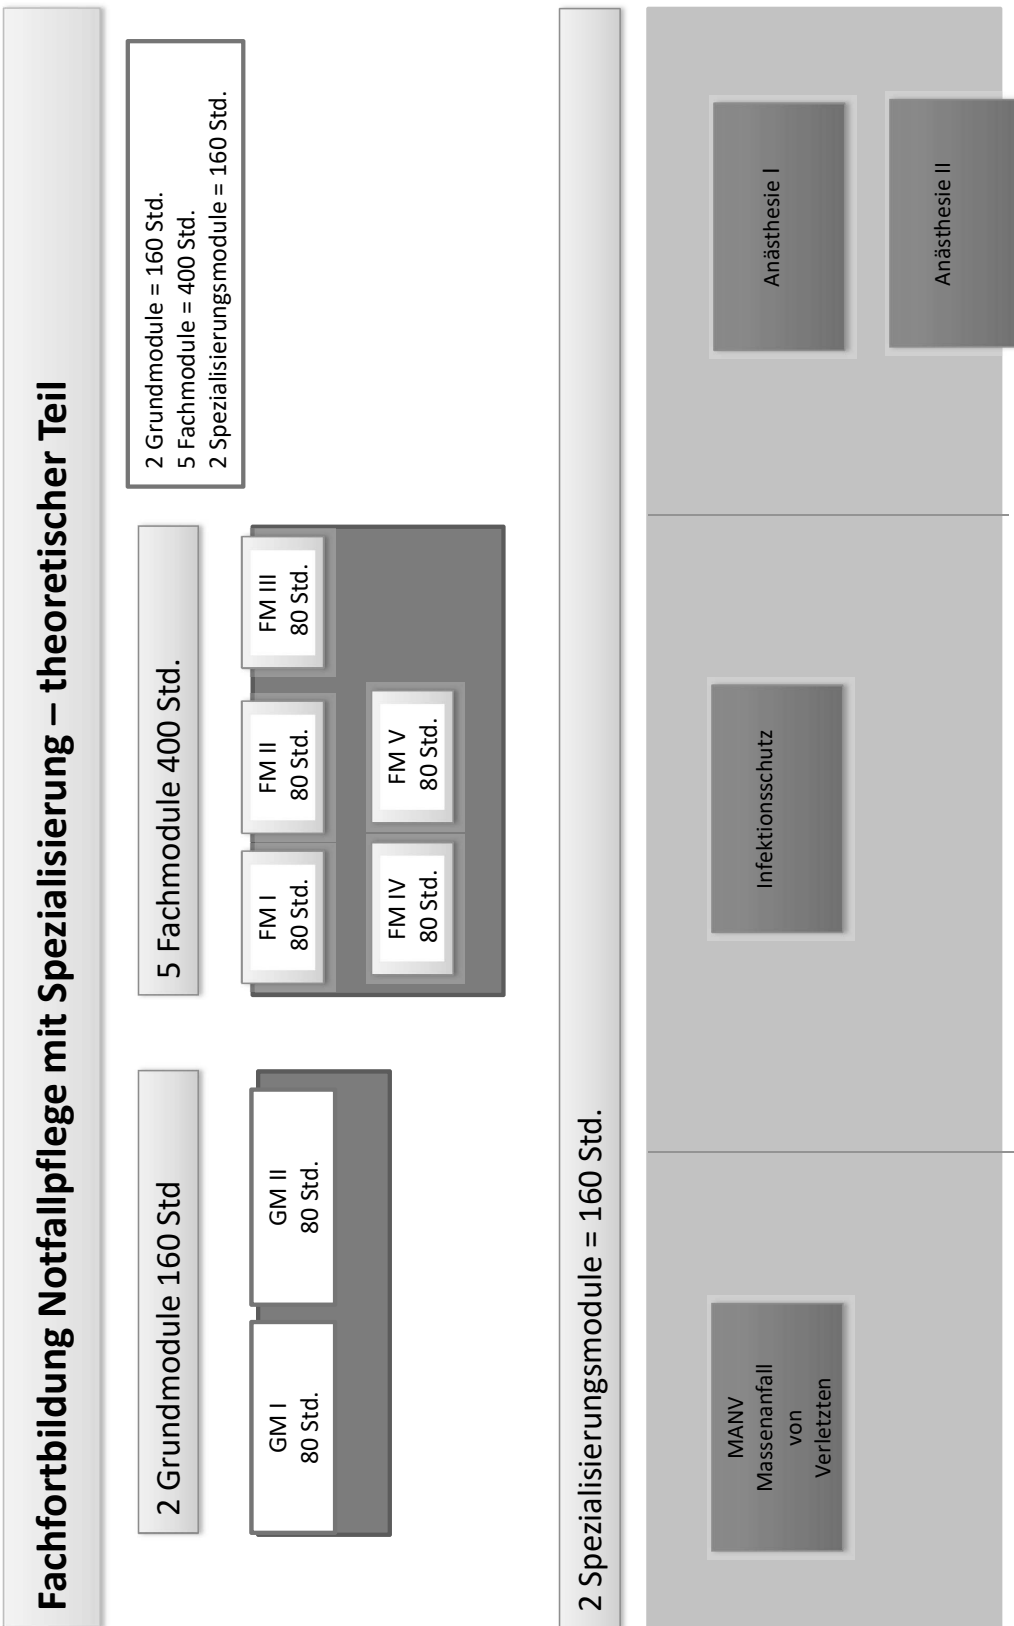 Fachfortbildung Notfallpflege mit Spezialisierung – theoretischer Teil
2 Grundmodule 160 Std
5 Fachmodule 400 Std.
2 Grundmodule = 160 Std.
5 Fachmodule = 400 Std.
2 Spezialisierungsmodule = 160 Std.
GM I
80 Std.
GM II
80 Std.
FM I
80 Std.
FM II
80 Std.
FM III
80 Std.
FM IV
80 Std.
FM V
80 Std.
2 Spezialisierungsmodule = 160 Std.
MANV
Massenanfall
von
Verletzten
Infektionsschutz
Anästhesie I
Anästhesie II